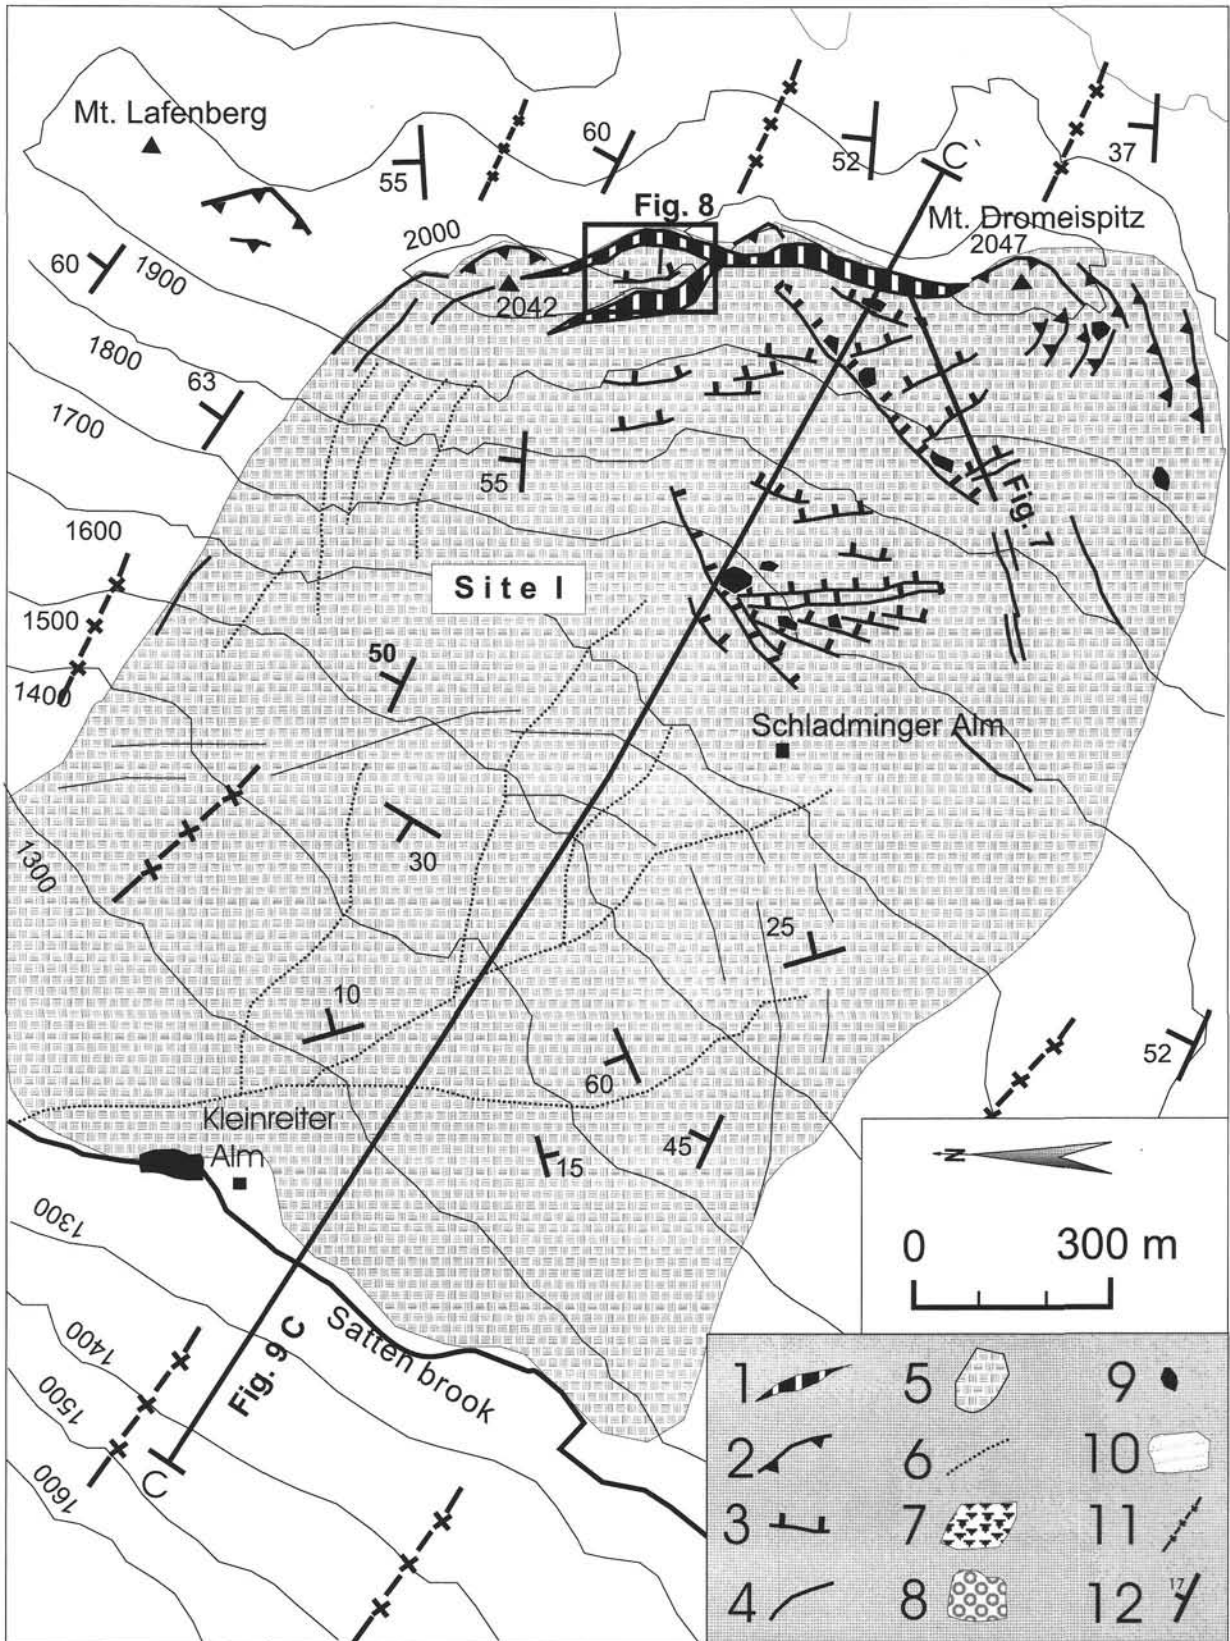 Mt. Lafenberg
60
55
52
C`
37
Fig. 8
Mt. Dromeispitz
2047
2000
60
1900
2042
1800
63
1700
55
Fig. 7
1600
Site I
1500
50
1400
Schladminger Alm
30
1300
25
10
52
60
Kleinreiter
Alm
45
15
N
1300
0 300 m
Satten brook
Fig. 9 C
1400
1500
C
1600
1 5 9
2 6 10
3 7 11
4 8 12 17